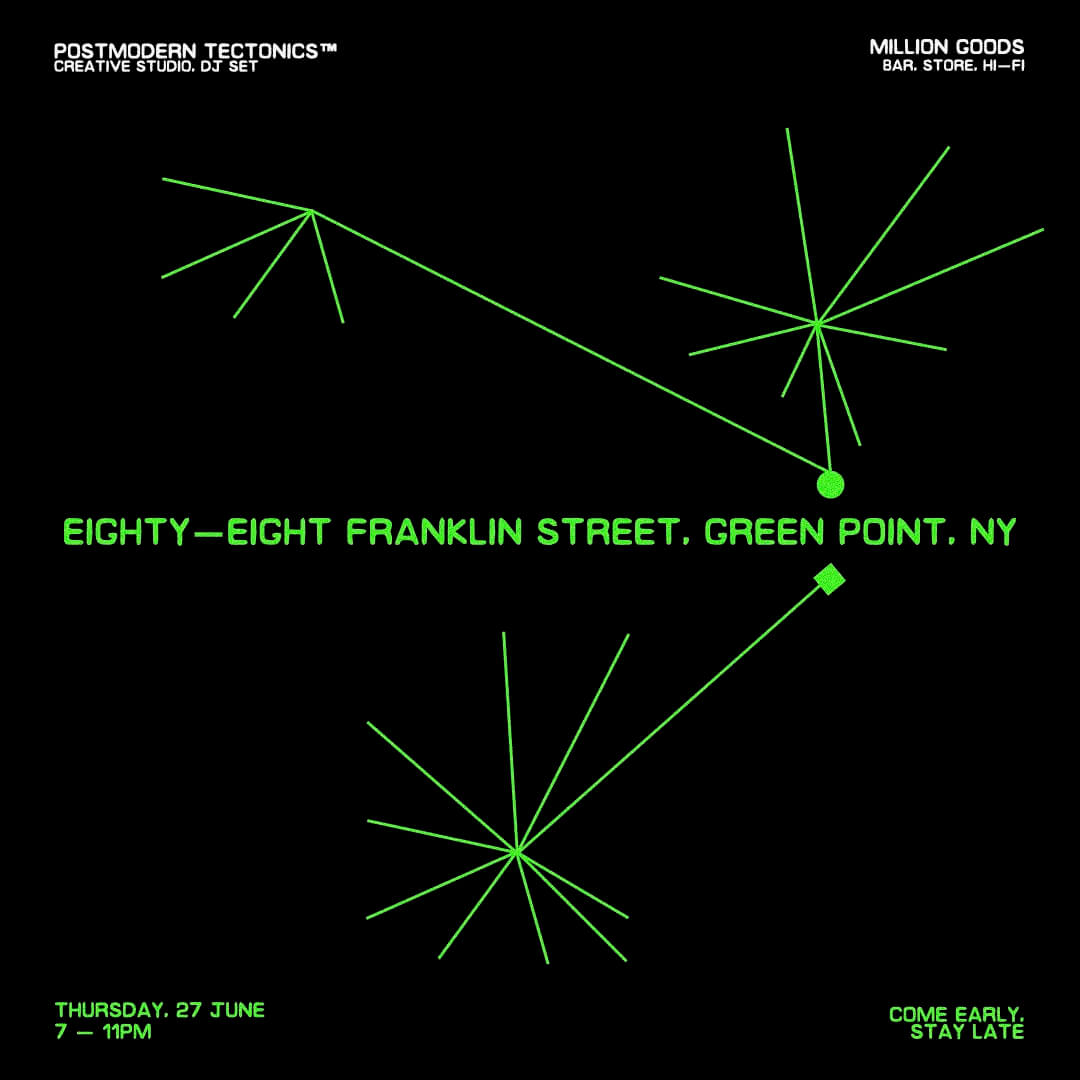 POSTMODERN TECTONICS™
CREATIVE STUDIO. DJ SET
MILLION GOODS
BAR. STORE. HI—FI
EIGHTY—EIGHT FRANKLIN STREET. GREEN POINT. NY
THURSDAY. 27 JUNE
7 — 11PM
COME EARLY.
STAY LATE